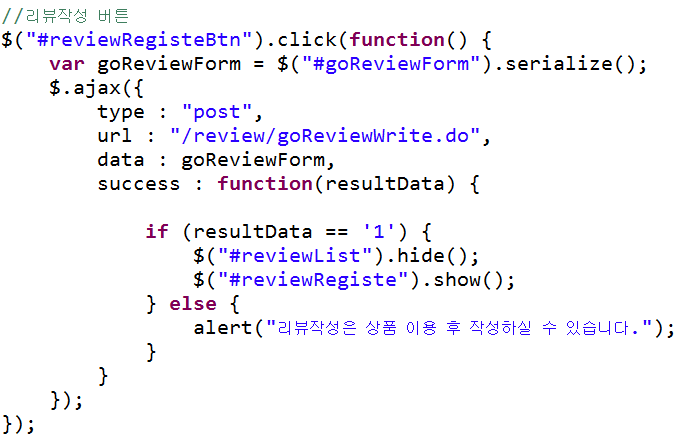 //리뷰작성 버튼
$("#reviewRegisteBtn").click(function() {
    var goReviewForm = $("#goReviewForm").serialize();
    $.ajax({
        type : "post",
        url : "/review/goReviewWrite.do",
        data : goReviewForm,
        success : function(resultData) {
            if (resultData == '1') {
                $("#reviewList").hide();
                $("#reviewRegiste").show();
            } else {
                alert("리뷰작성은 상품 이용 후 작성하실 수 있습니다.");
            }
        }
    });
});